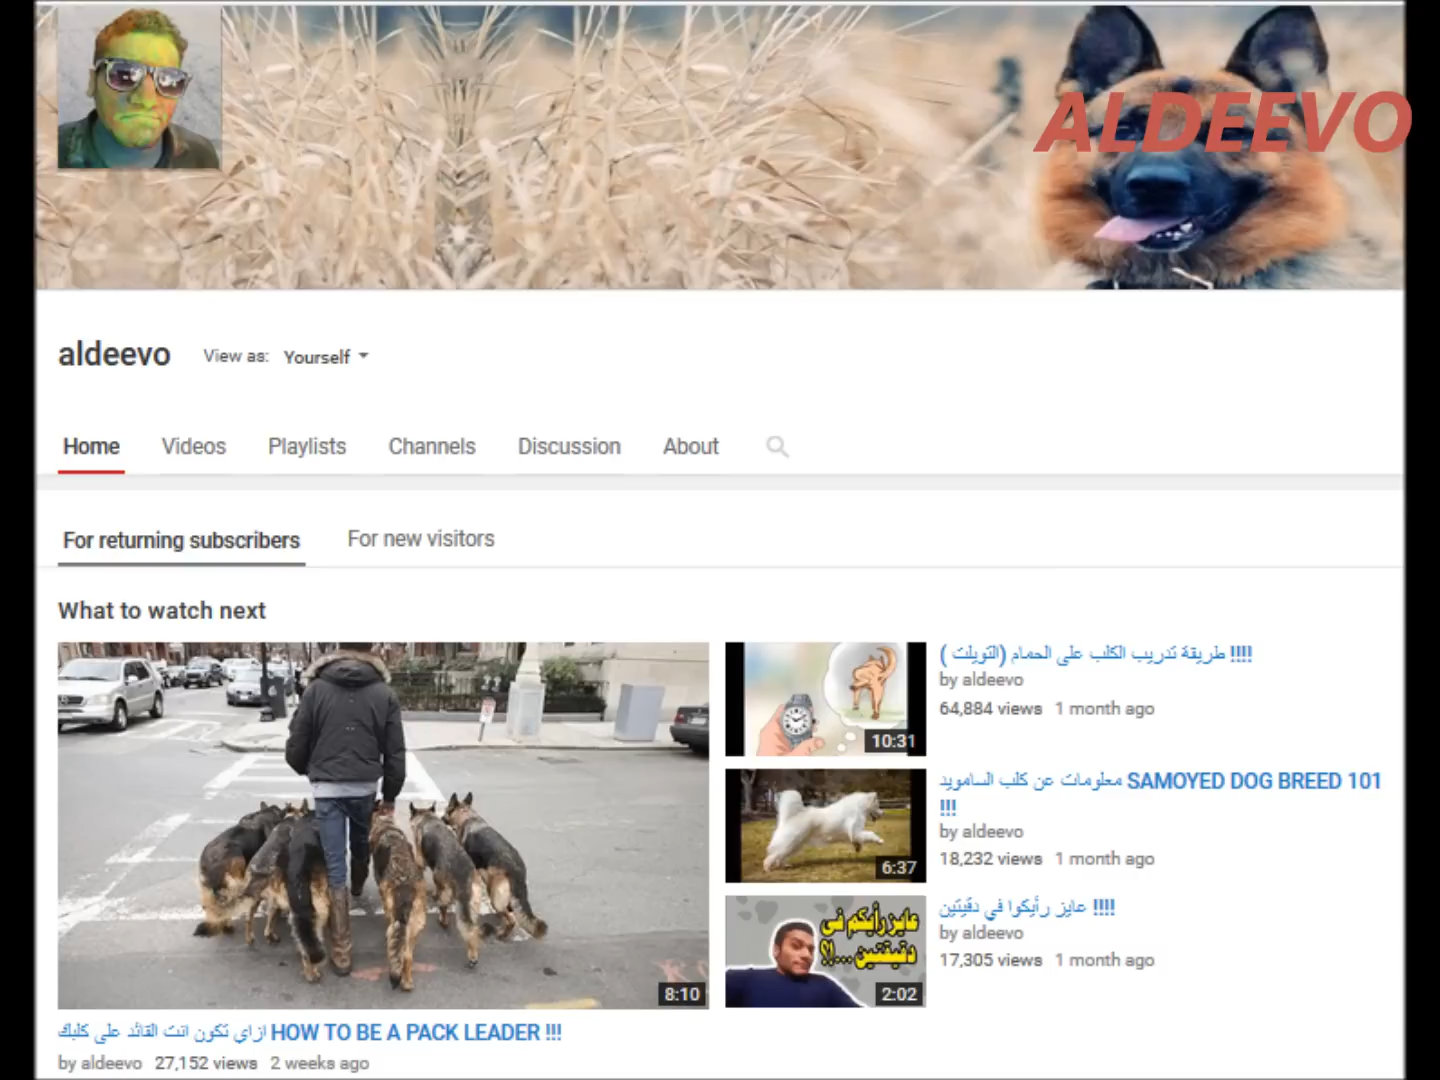 ALDEEVO
aldeevo View as: Yourself
Home Videos Playlists Channels Discussion About
For returning subscribers For new visitors
What to watch next
8:10
ازاي تكون انت القائد على كلبك HOW TO BE A PACK LEADER !!!
by aldeevo 27,152 views 2 weeks ago
10:31
طريقة تدريب الكلب على الحمام (التويلت ) !!!!
by aldeevo
64,884 views 1 month ago
6:37
معلومات عن كلب السامويد SAMOYED DOG BREED 101
!!!
by aldeevo
18,232 views 1 month ago
عايز رأيكم في
دقيقتين...!؟
2:02
عايز رأيكوا في دقيتين !!!!
by aldeevo
17,305 views 1 month ago